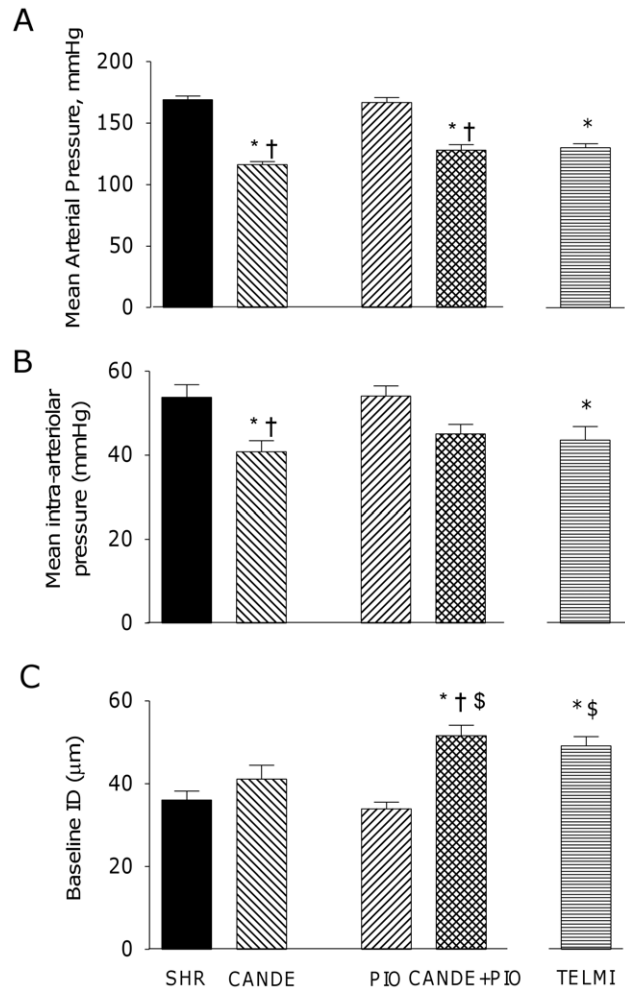 A
Mean Arterial Pressure, mmHg
200
150
100
50
0
* †
* †
*
B
Mean intra-arteriolar
pressure (mmHg)
60
40
20
0
* †
*
C
Baseline ID (µm)
60
40
20
0
* † $
* $
SHR CANDE PIO CANDE+PIO TELMI